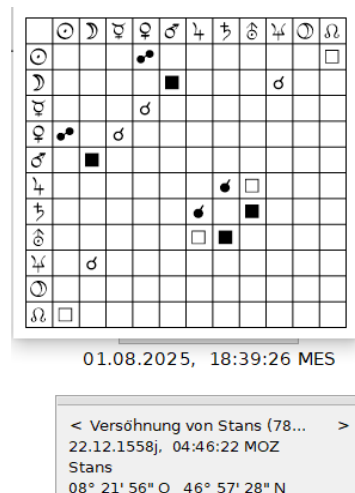 ☉ ☽ ☿ ♀ ♂ ♃ ♄ ⛢ ♆ ☽ ☊
☉ ☍ □
☽ ■ ☌
☿ ☌
♀ ☍ ☌
♂ ■
♃ ☌ □
♄ ☌ ■
⛢ □ ■
♆ ☌
☽
☊ □
01.08.2025, 18:39:26 MES
< Versöhnung von Stans (78... >
22.12.1558j, 04:46:22 MOZ
Stans
08° 21' 56" O 46° 57' 28" N